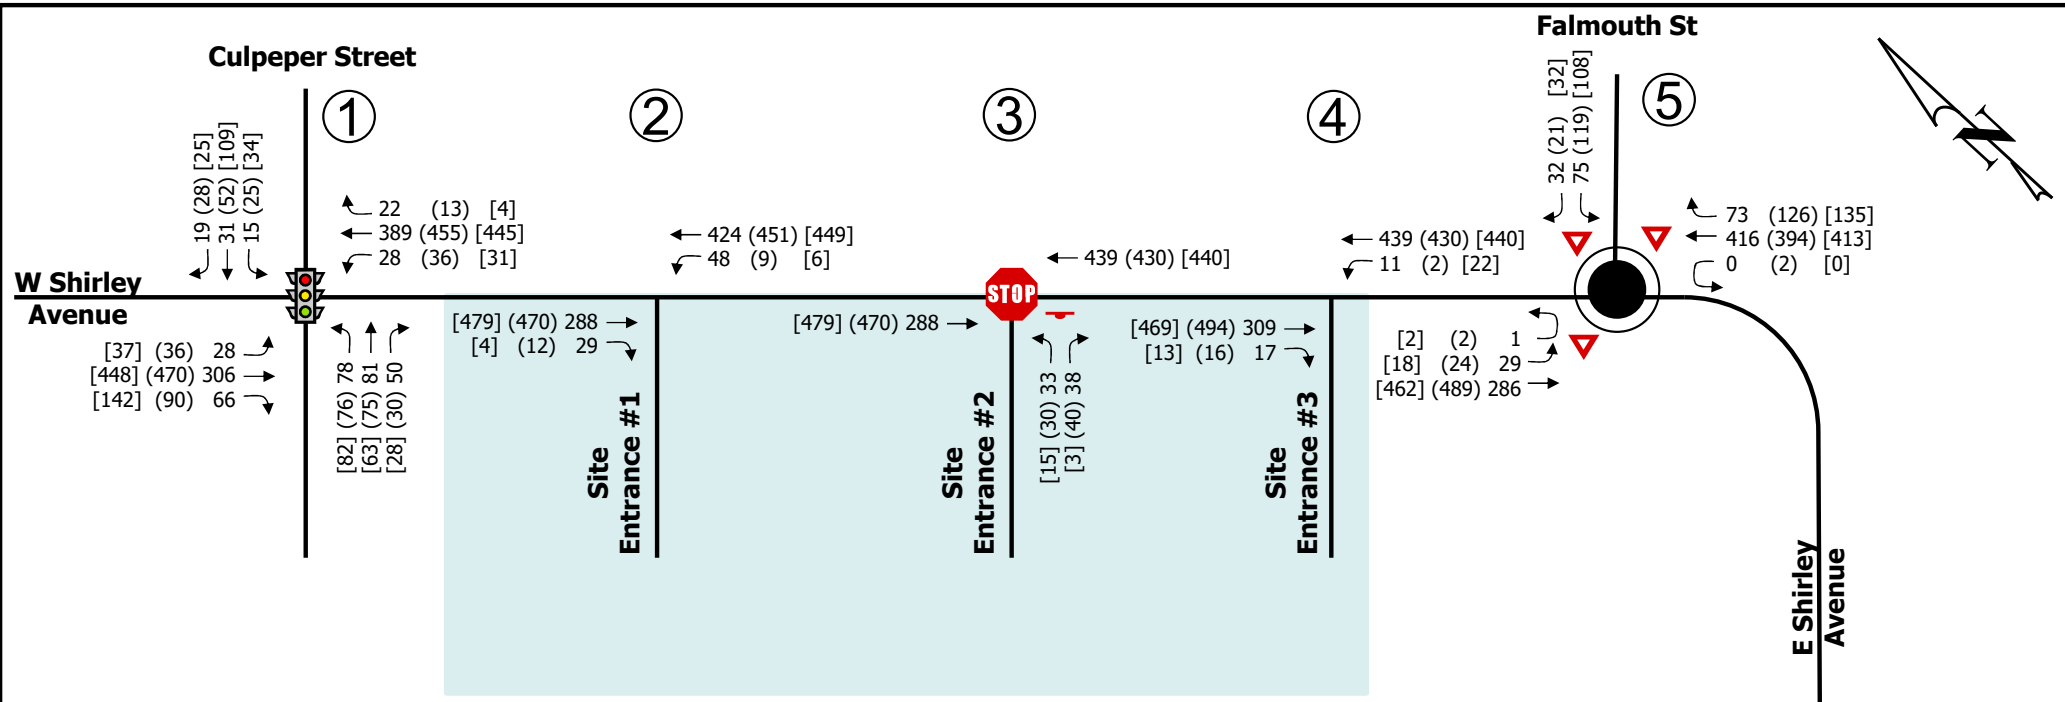 Culpeper Street
Falmouth St
1
2
3
4
5
19 (28) [25]
31 (52) [109]
15 (25) [34]
22 (13) [4]
389 (455) [445]
28 (36) [31]
W Shirley
Avenue
[37] (36) 28
[448] (470) 306
[142] (90) 66
[82] (76) 78
[63] (75) 81
[28] (30) 50
424 (451) [449]
48 (9) [6]
[479] (470) 288
[4] (12) 29
Site
Entrance #1
439 (430) [440]
STOP
[479] (470) 288
[15] (30) 33
[3] (40) 38
Site
Entrance #2
439 (430) [440]
11 (2) [22]
[469] (494) 309
[13] (16) 17
Site
Entrance #3
32 (21) [32]
75 (119) [108]
73 (126) [135]
416 (394) [413]
0 (2) [0]
[2] (2) 1
[18] (24) 29
[462] (489) 286
E Shirley
Avenue
N